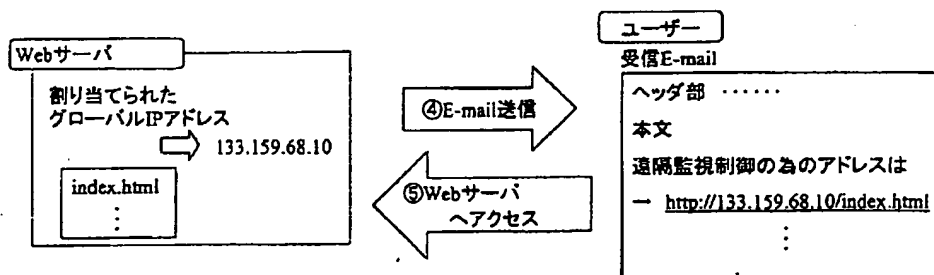 Webサーバ
割り当てられた
グローバルIPアドレス
133.159.68.10
index.html
⋮
④E-mail送信
⑤Webサーバ
へアクセス
ユーザー
受信E-mail
ヘッダ部 ‥‥‥
本文
遠隔監視制御の為のアドレスは
→ http://133.159.68.10/index.html
⋮